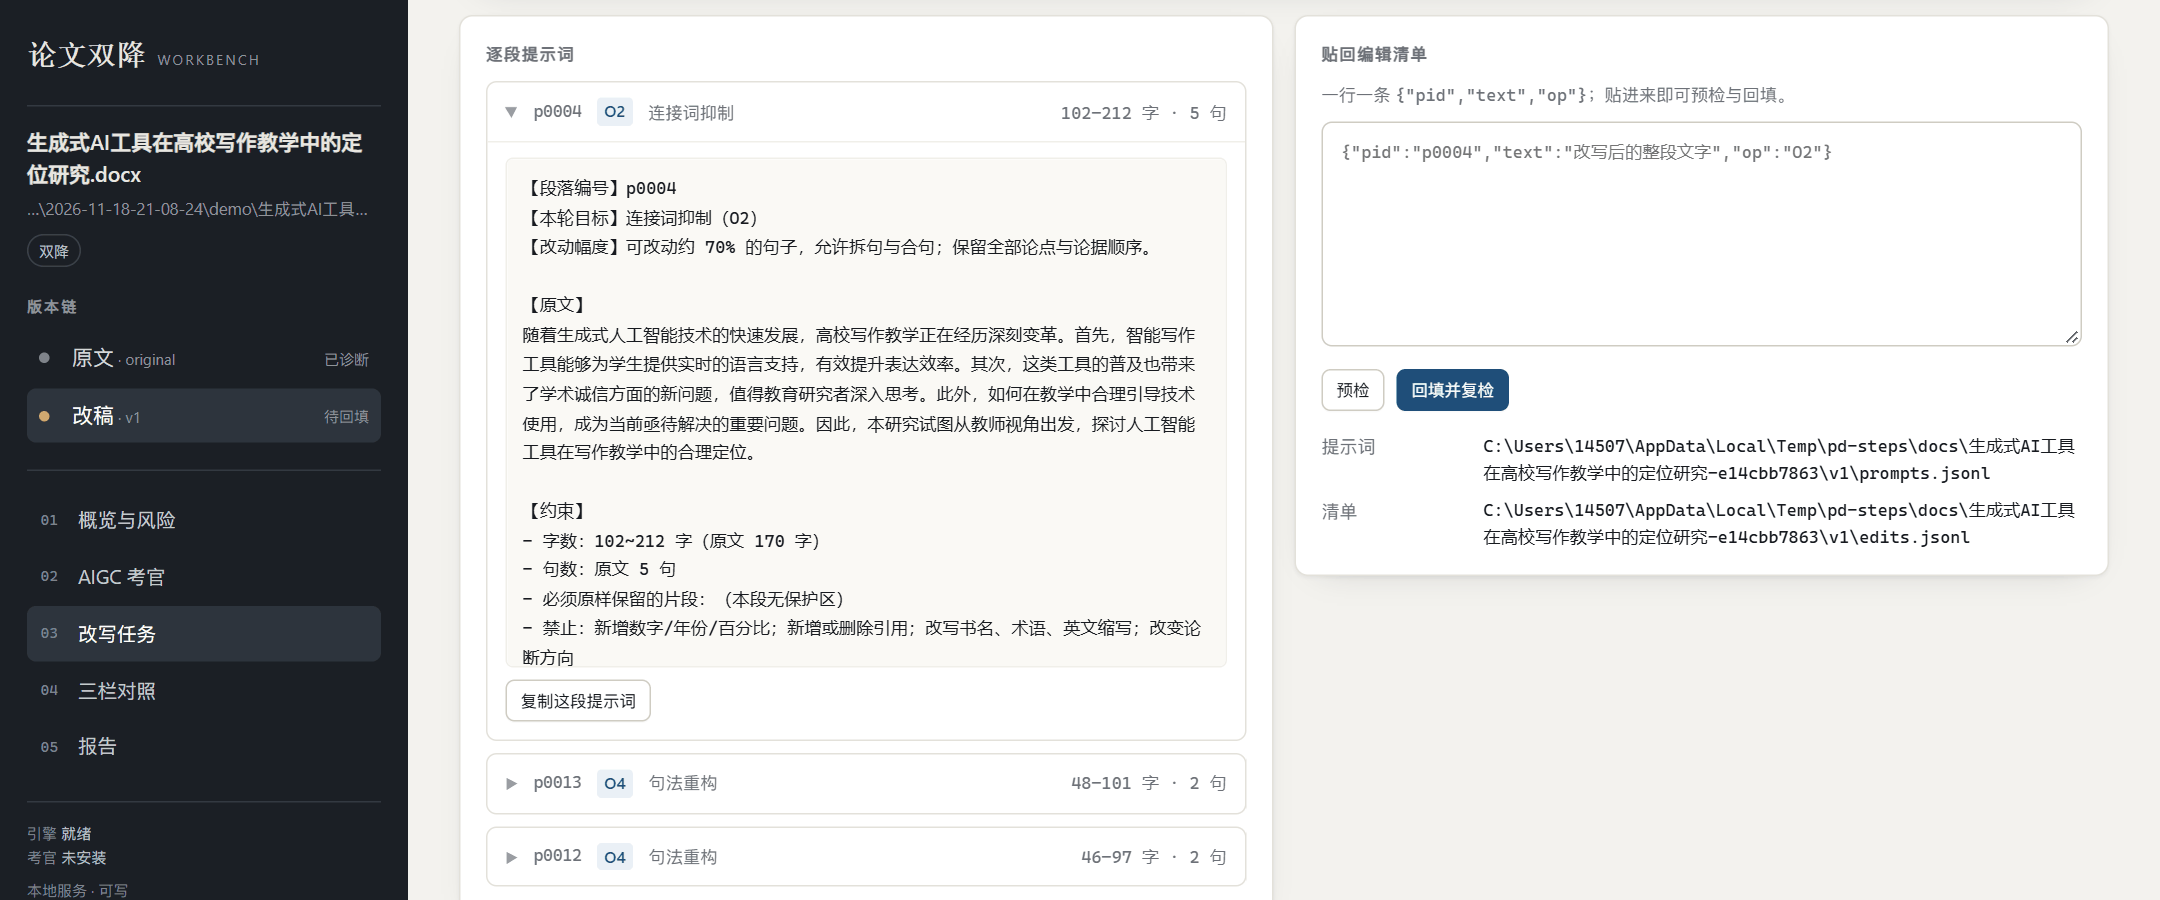 论文双降 WORKBENCH
生成式AI工具在高校写作教学中的定
位研究.docx
...\2026-11-18-21-08-24\demo\生成式AI工具...
双降
版本链
原文 · original 已诊断
改稿 · v1 待回填
01 概览与风险
02 AIGC 考官
03 改写任务
04 三栏对照
05 报告
引擎 就绪
考官 未安装
本地服务 · 可写
逐段提示词
▼ p0004 O2 连接词抑制 102–212 字 · 5 句
【段落编号】p0004
【本轮目标】连接词抑制（O2）
【改动幅度】可改动约 70% 的句子，允许拆句与合句；保留全部论点与论据顺序。
【原文】
随着生成式人工智能技术的快速发展，高校写作教学正在经历深刻变革。首先，智能写作
工具能够为学生提供实时的语言支持，有效提升表达效率。其次，这类工具的普及也带来
了学术诚信方面的新问题，值得教育研究者深入思考。此外，如何在教学中合理引导技术
使用，成为当前亟待解决的重要问题。因此，本研究试图从教师视角出发，探讨人工智能
工具在写作教学中的合理定位。
【约束】
- 字数：102~212 字（原文 170 字）
- 句数：原文 5 句
- 必须原样保留的片段：（本段无保护区）
- 禁止：新增数字/年份/百分比；新增或删除引用；改写书名、术语、英文缩写；改变论
断方向
复制这段提示词
▶ p0013 O4 句法重构 48–101 字 · 2 句
▶ p0012 O4 句法重构 46–97 字 · 2 句
贴回编辑清单
一行一条 {"pid","text","op"}；贴进来即可预检与回填。
{"pid":"p0004","text":"改写后的整段文字","op":"O2"}
预检 回填并复检
提示词 C:\Users\14507\AppData\Local\Temp\pd-steps\docs\生成式AI工具
在高校写作教学中的定位研究-e14cbb7863\v1\prompts.jsonl
清单 C:\Users\14507\AppData\Local\Temp\pd-steps\docs\生成式AI工具
在高校写作教学中的定位研究-e14cbb7863\v1\edits.jsonl